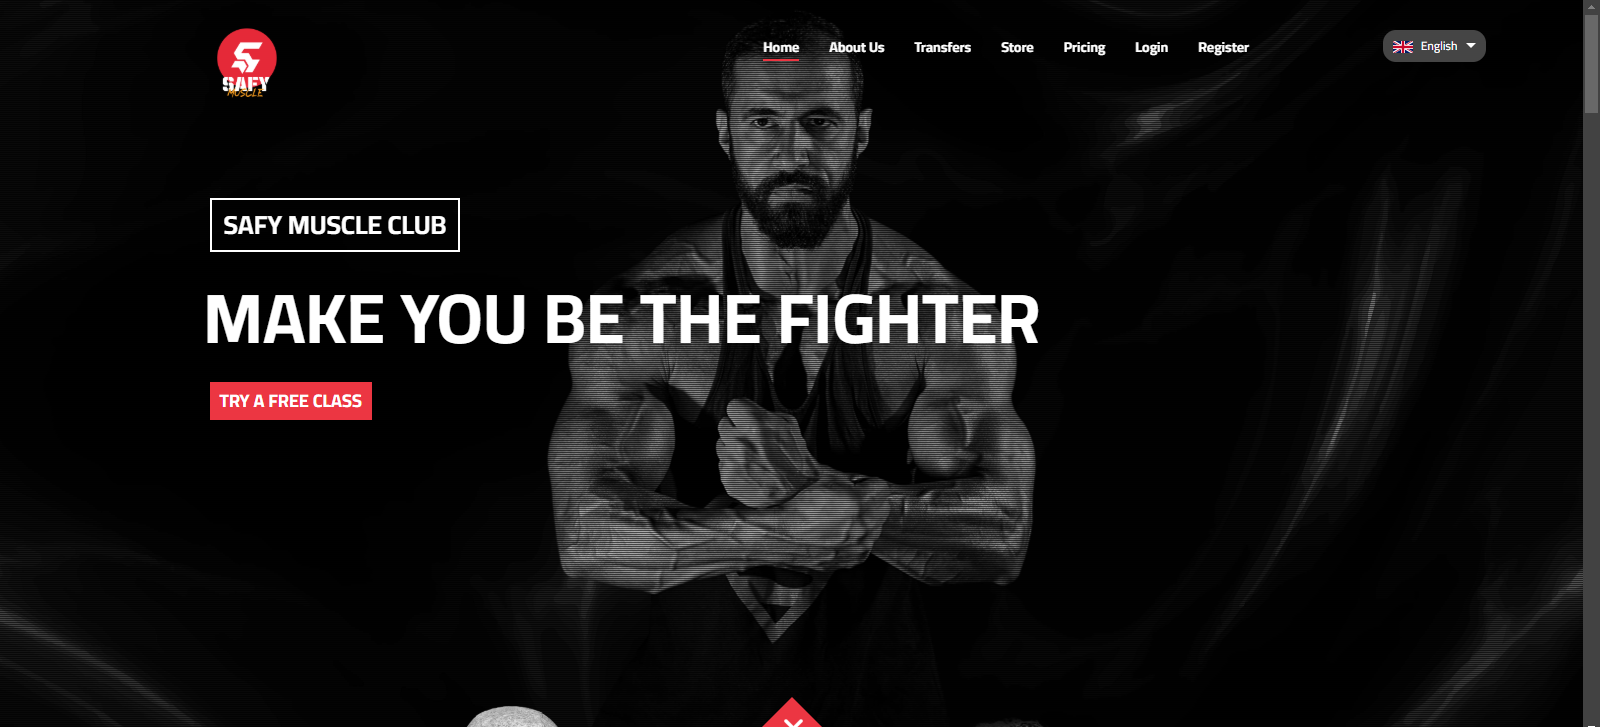 SAFY
MUSCLE
Home
About Us
Transfers
Store
Pricing
Login
Register
English
SAFY MUSCLE CLUB
MAKE YOU BE THE FIGHTER
TRY A FREE CLASS